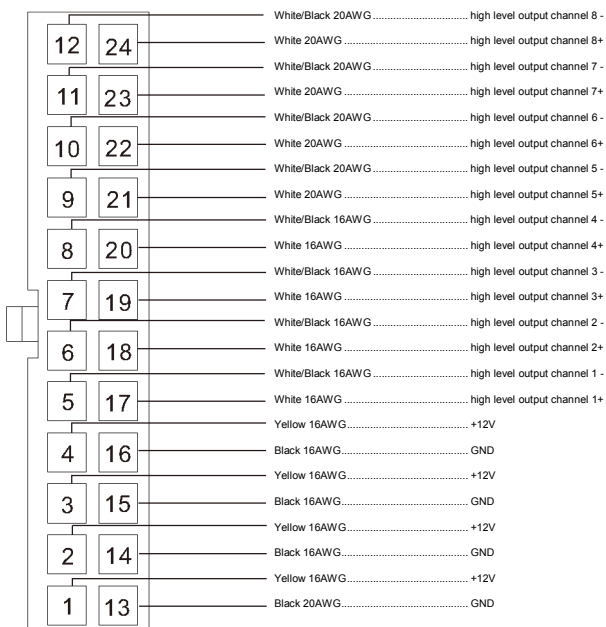 White/Black 20AWG ... high level output channel 8 -
12 24 White 20AWG ... high level output channel 8+
White/Black 20AWG ... high level output channel 7 -
11 23 White 20AWG ... high level output channel 7+
White/Black 20AWG ... high level output channel 6 -
10 22 White 20AWG ... high level output channel 6+
White/Black 20AWG ... high level output channel 5 -
9 21 White 20AWG ... high level output channel 5+
White/Black 16AWG ... high level output channel 4 -
8 20 White 16AWG ... high level output channel 4+
White/Black 16AWG ... high level output channel 3 -
7 19 White 16AWG ... high level output channel 3+
White/Black 16AWG ... high level output channel 2 -
6 18 White 16AWG ... high level output channel 2+
White/Black 16AWG ... high level output channel 1 -
5 17 White 16AWG ... high level output channel 1+
Yellow 16AWG ... +12V
4 16 Black 16AWG ... GND
Yellow 16AWG ... +12V
3 15 Black 16AWG ... GND
Yellow 16AWG ... +12V
2 14 Black 16AWG ... GND
Yellow 16AWG ... +12V
1 13 Black 20AWG ... GND